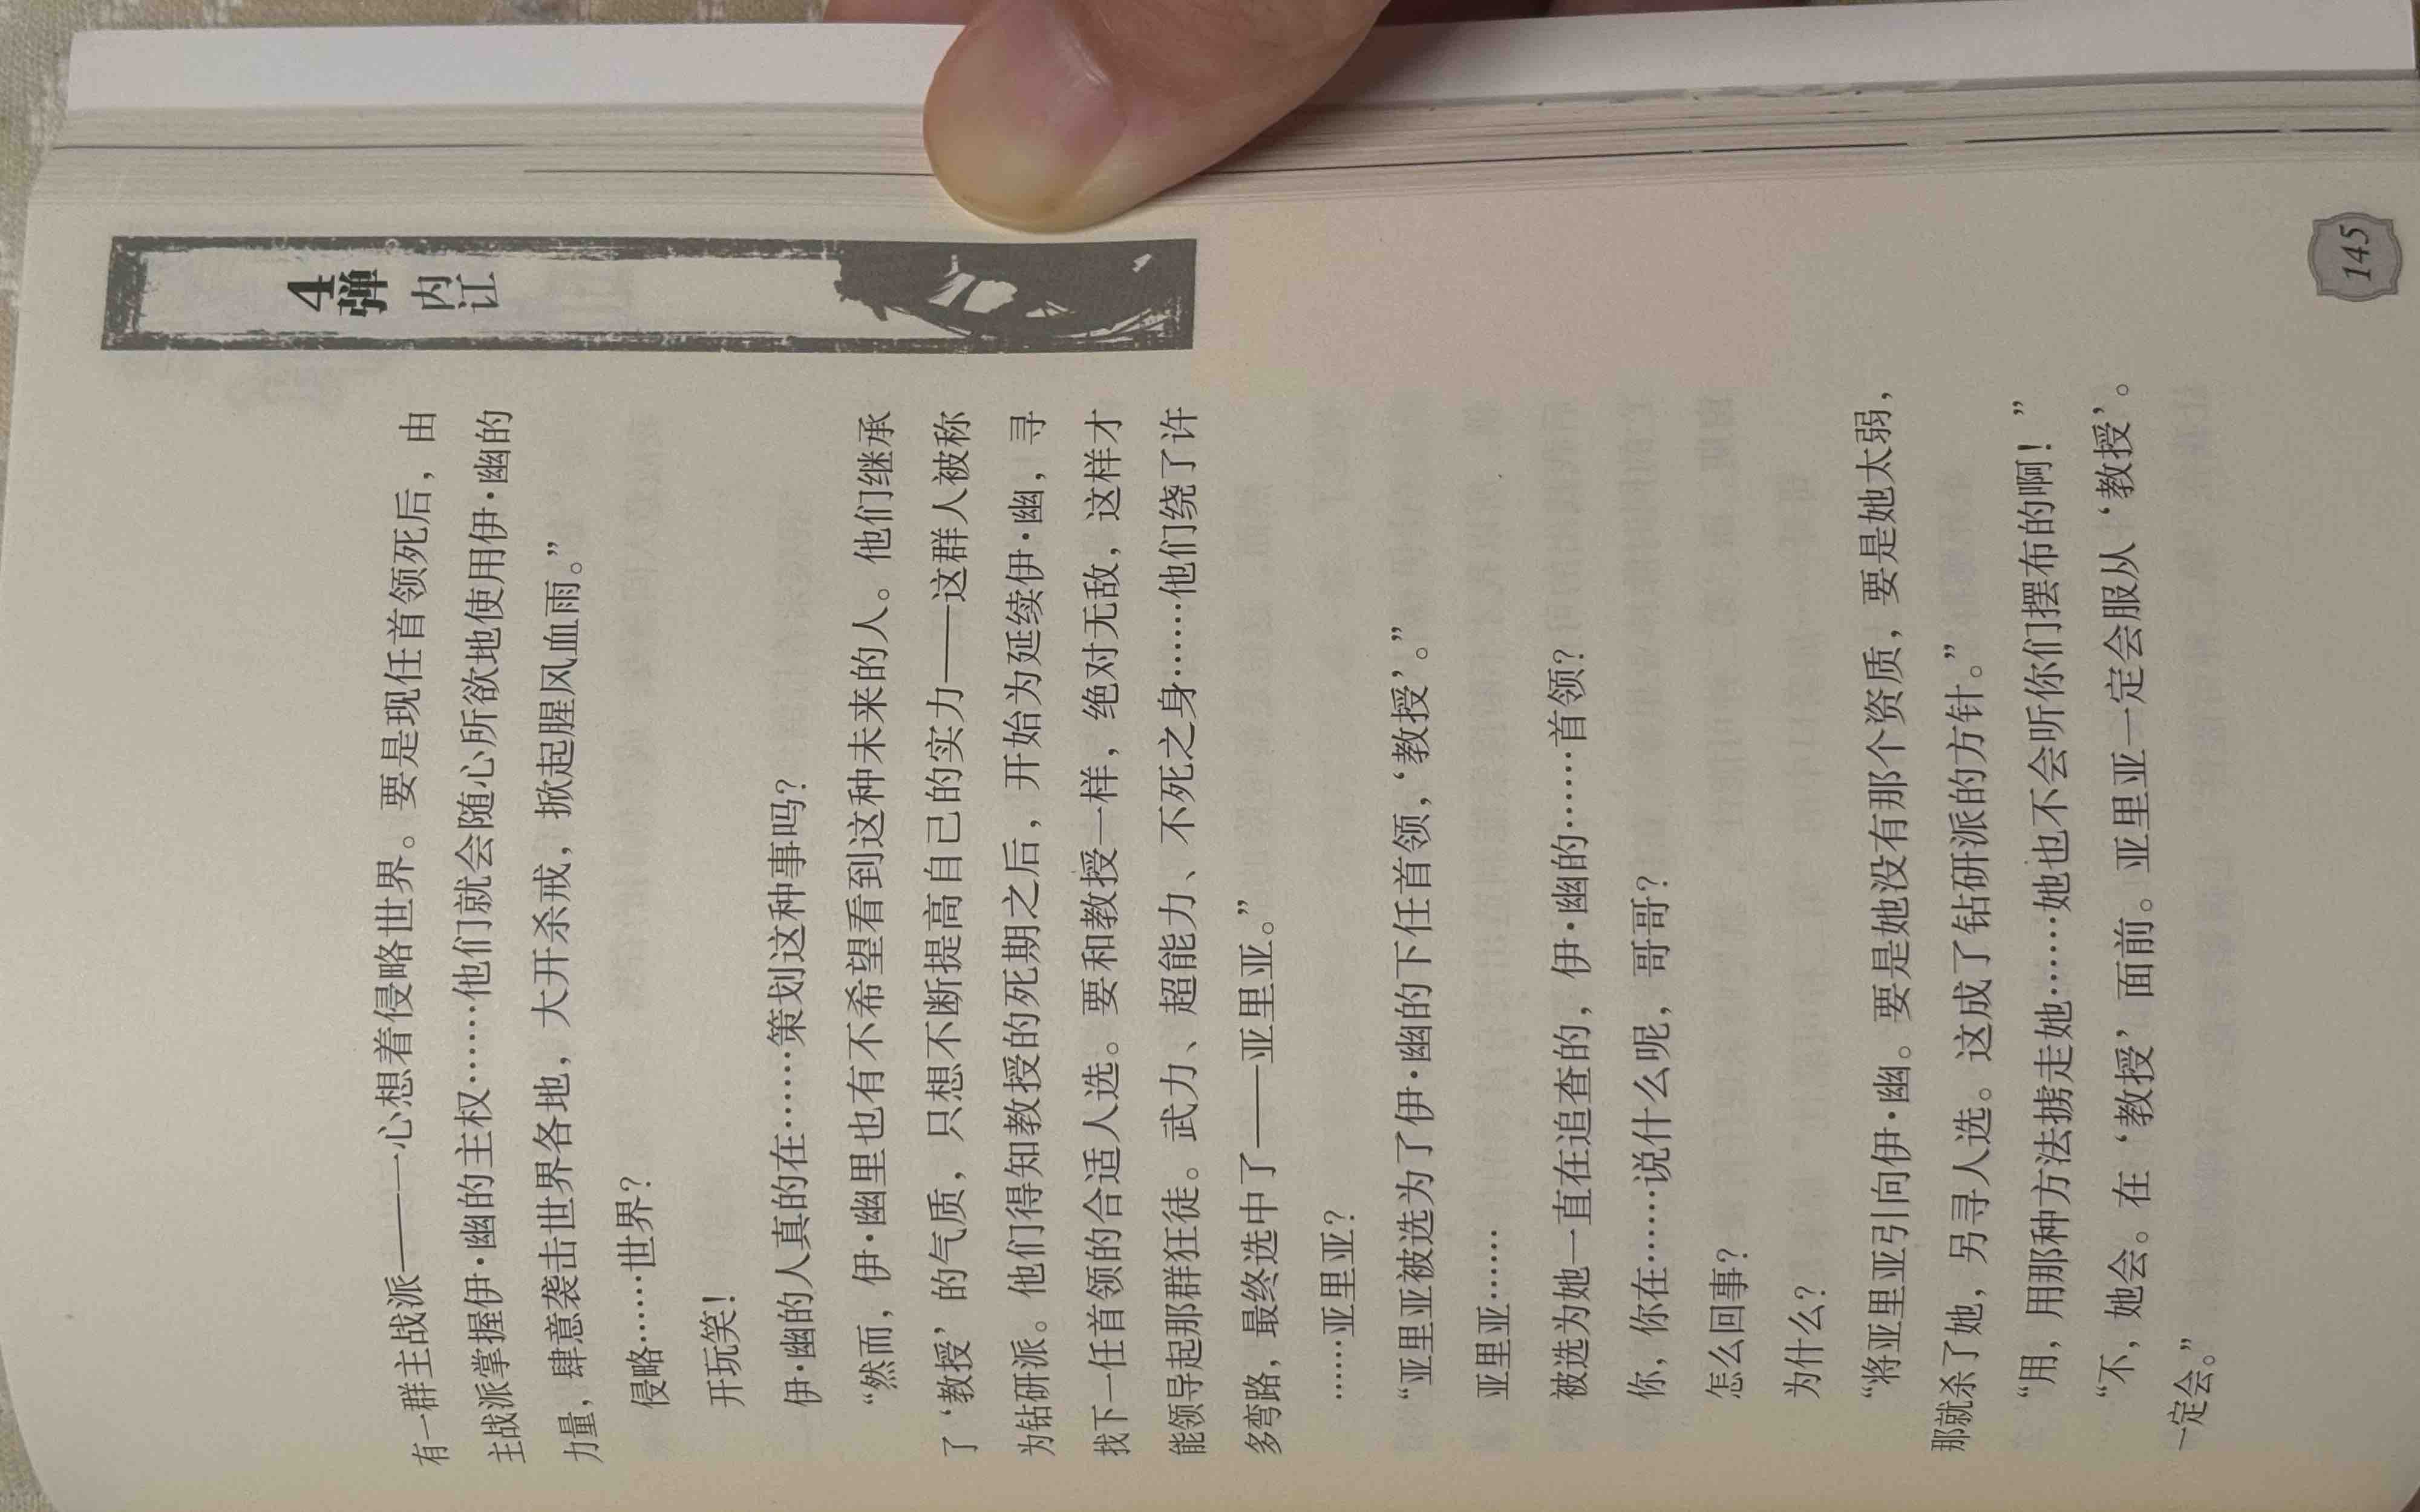 4弹 内讧
有一群主战派——一心想着侵略世界。要是现任首领死后，由
主战派掌握伊·幽的主权……他们就会随心所欲地使用伊·幽的
力量，肆意袭击世界各地，大开杀戒，掀起腥风血雨。”
侵略……世界？
开玩笑！
伊·幽的人真的在……策划这种事吗？
“然而，伊·幽里也有不希望看到这种未来的人。他们继承
了‘教授’的气质，只想不断提高自己的实力——这群人被称
为钻研派。他们得知教授的死期之后，开始为延续伊·幽，寻
找下一任首领的合适人选。要和教授一样，绝对无敌，这样才
能领导起那群狂徒。武力、超能力、不死之身……他们绕了许
多弯路，最终选中了——亚里亚。”
……亚里亚？
“亚里亚被选为了伊·幽的下任首领，‘教授’。”
亚里亚……
被选为她一直在追查的，伊·幽的……首领？
你，你在……说什么呢，哥哥？
怎么回事？
为什么？
“将亚里亚引向伊·幽。要是她没有那个资质，要是她太弱，
那就杀了她，另寻人选。这成了钻研派的方针。”
“用，用那种方法掳走她……她也不会听你们摆布的啊！”
“不，她会。在‘教授’面前。亚里亚一定会服从‘教授’。
一定会。”
145